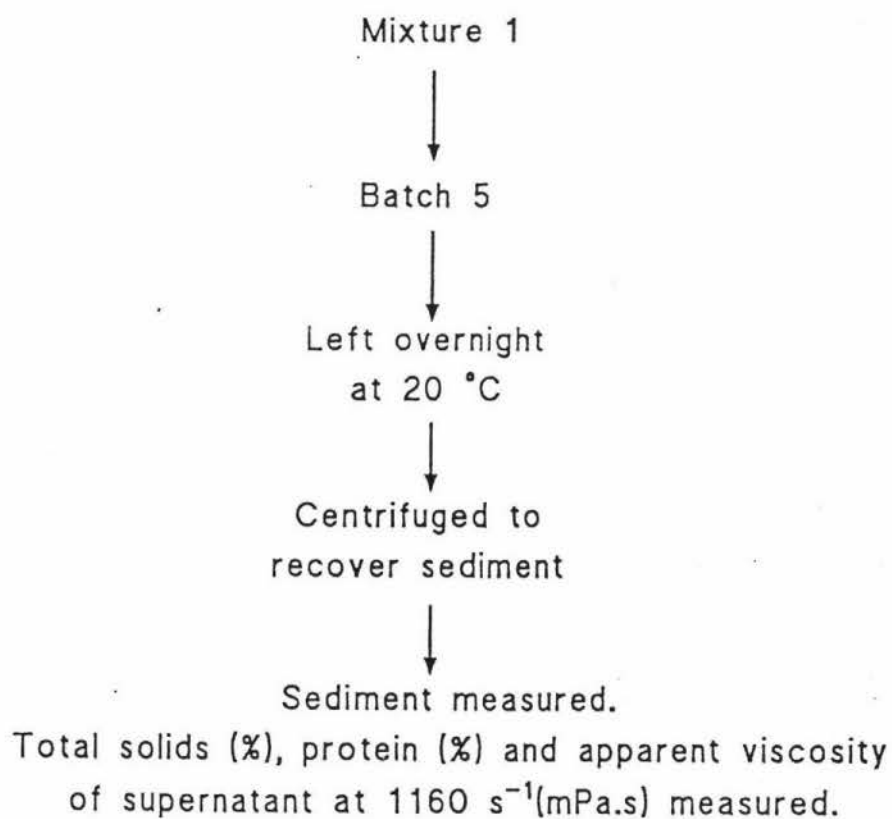 Mixture 1
Batch 5
Left overnight
at 20 °C
Centrifuged to
recover sediment
Sediment measured.
Total solids (%), protein (%) and apparent viscosity
of supernatant at 1160 s⁻¹(mPa.s) measured.